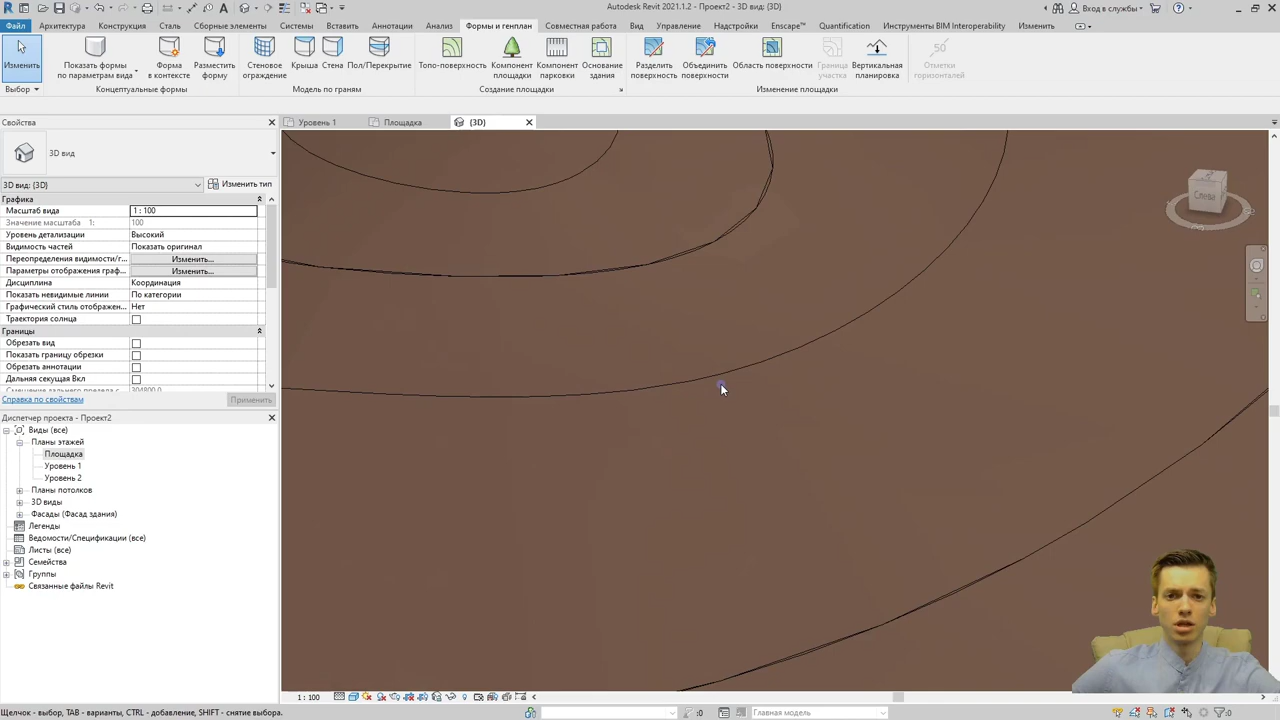 Autodesk Revit 2021.1.2 - Проект2 - 3D вид: {3D}
Вход в службы
Файл Архитектура Конструкция Сталь Сборные элементы Системы Вставить Аннотации Анализ Формы и генплан Совместная работа Вид Управление Надстройки Enscape™ Quantification Инструменты BIM Interoperability Изменить
Изменить
Показать формы по параметрам вида
Форма в контексте
Разместить форму
Стеновое ограждение
Крыша
Стена
Пол/Перекрытие
Топо-поверхность
Компонент площадки
Компонент парковки
Основание здания
Разделить поверхность
Объединить поверхности
Область поверхности
Граница участка
Вертикальная планировка
Отметки горизонталей
Выбор
Концептуальные формы
Модель по граням
Создание площадки
Изменение площадки
Свойства
Уровень 1
Площадка
{3D}
3D вид
3D вид: {3D}
Изменить тип
Графика
Масштаб вида 1 : 100
Значение масштаба 1: 100
Уровень детализации Высокий
Видимость частей Показать оригинал
Переопределения видимости/г... Изменить...
Параметры отображения граф... Изменить...
Дисциплина Координация
Показать невидимые линии По категории
Графический стиль отображен... Нет
Траектория солнца
Границы
Обрезать вид
Показать границу обрезки
Обрезать аннотации
Дальняя секущая Вкл
Справка по свойствам
Применить
Диспетчер проекта - Проект2
Виды (все)
Планы этажей
Площадка
Уровень 1
Уровень 2
Планы потолков
3D виды
Фасады (Фасад здания)
Легенды
Ведомости/Спецификации (все)
Листы (все)
Семейства
Группы
Связанные файлы Revit
Слева
1 : 100
Щелчок - выбор, TAB - варианты, CTRL - добавление, SHIFT - снятие выбора.
:0
Главная модель
:0